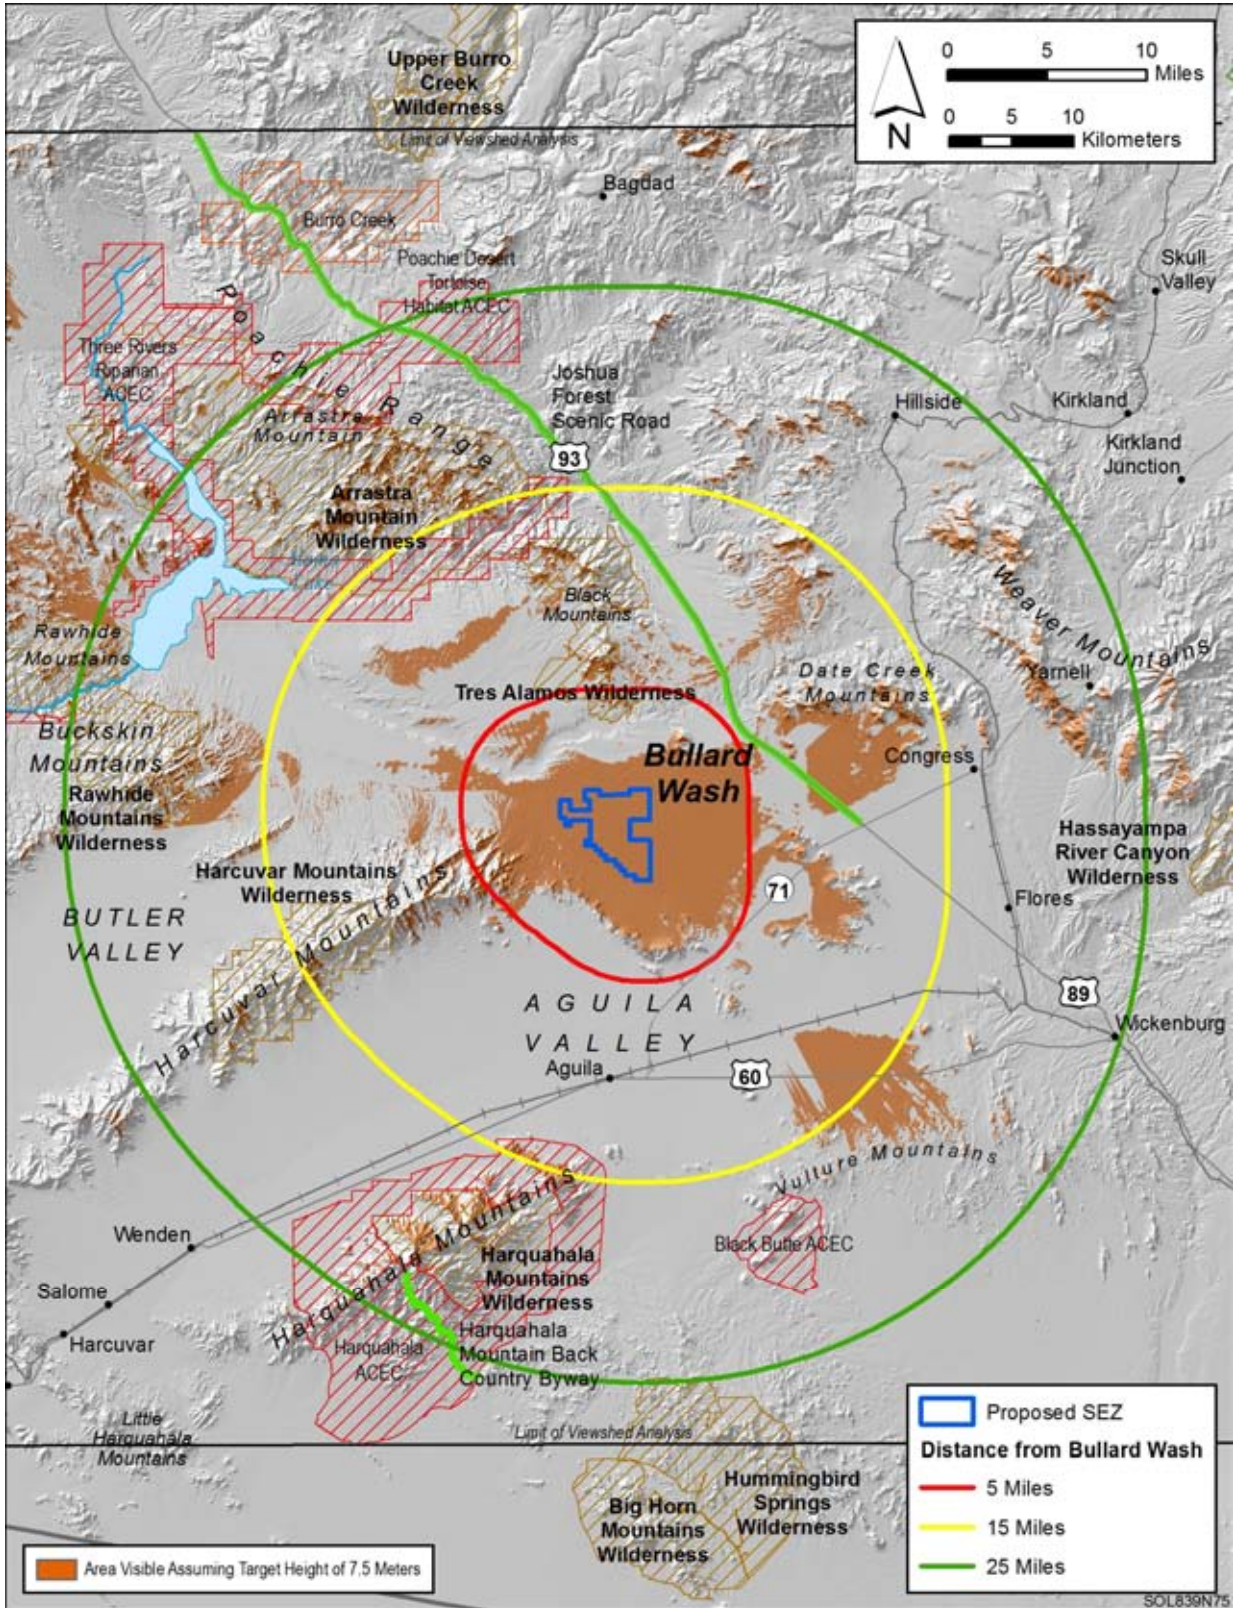 Upper Burro
Creek
Wilderness
Limit of Viewshed Analysis
0 5 10
Miles
0 5 10
Kilometers
N
Bagdad
Burro Creek
Poachie Desert
Tortoise
Habitat ACEC
Skull
Valley
Three Rivers
Riparian
ACEC
Poachie Range
Arrastre
Mountain
Joshua
Forest
Scenic Road
93
Hillside
Kirkland
Kirkland
Junction
Arrastra
Mountain
Wilderness
Black
Mountains
Weaver Mountains
Rawhide
Mountains
Tres Alamos Wilderness
Date Creek
Mountains
Yarnell
Buckskin
Mountains
Bullard
Wash
Congress
Rawhide
Mountains
Wilderness
Harcuvar Mountains
Wilderness
Hassayampa
River Canyon
Wilderness
71
BUTLER
VALLEY
Harcuvar Mountains
Flores
AGUILA
VALLEY
89
Wickenburg
Aguila
60
Vulture Mountains
Wenden
Harquahala Mountains
Harquahala
Mountains
Wilderness
Black Butte ACEC
Salome
Harcuvar
Harquahala
ACEC
Harquahala
Mountain Back
Country Byway
Little
Harquahala
Mountains
Limit of Viewshed Analysis
Hummingbird
Springs
Wilderness
Big Horn
Mountains
Wilderness
Proposed SEZ
Distance from Bullard Wash
5 Miles
15 Miles
25 Miles
Area Visible Assuming Target Height of 7.5 Meters
SOL839N75